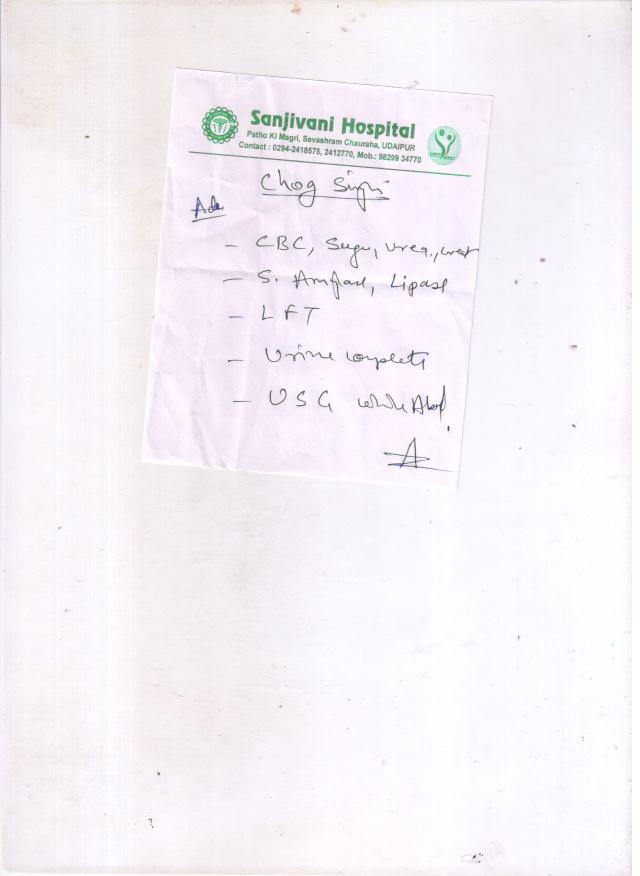 Sanjivani Hospital
Patho Ki Magri, Sevashram Chauraha, UDAIPUR
Contact : 0294-2418575, 2412770, Mob.: 98299 34770
Chog Singh
Adv
- CBC, Sugar, Urea, Creat
- S. Amylase, Lipase
- LFT
- Urine complete
- USG whole Abd.